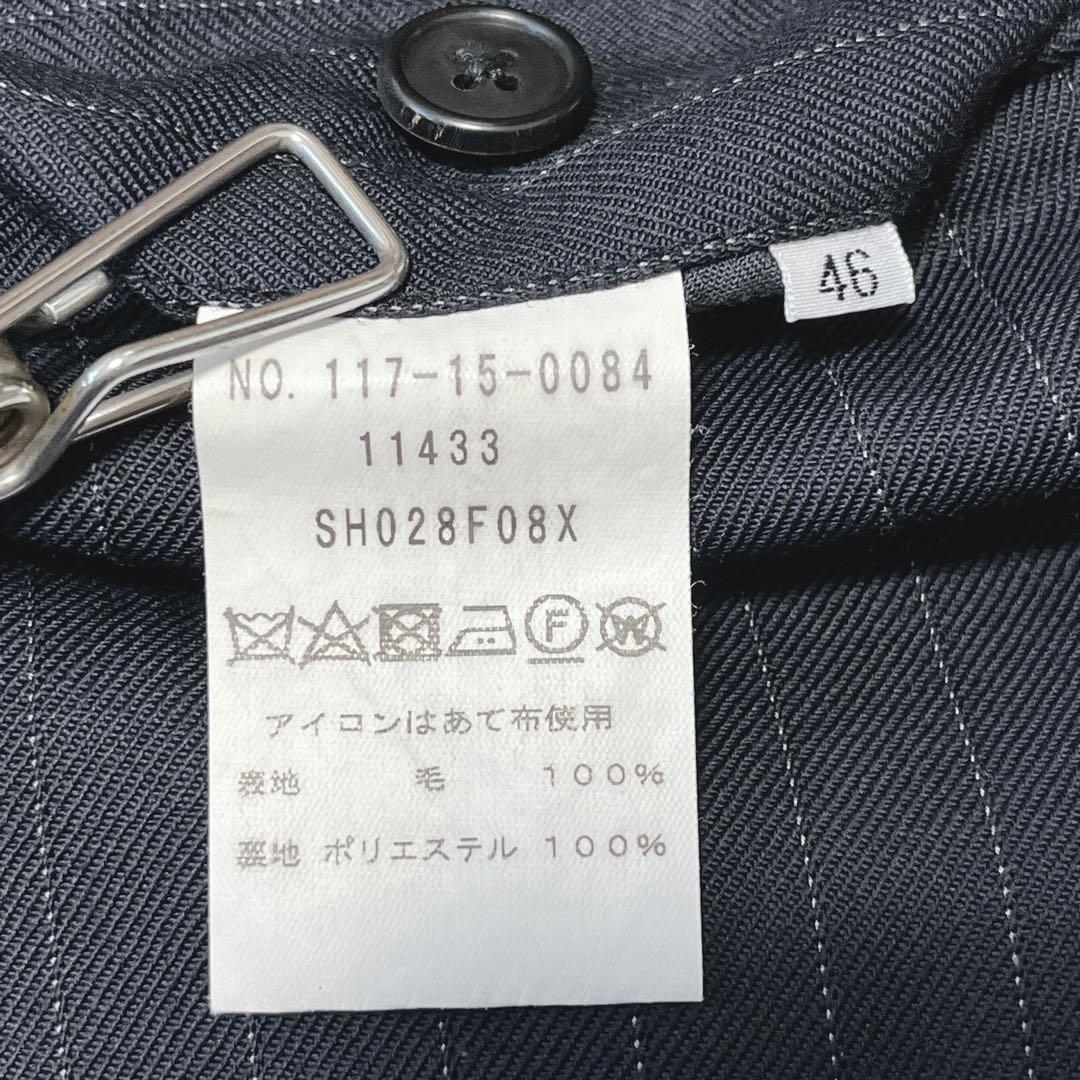 46
NO. 117-15-0084
11433
SH028F08X
F W
アイロンはあて布使用
表地 毛 100%
裏地 ポリエステル 100%